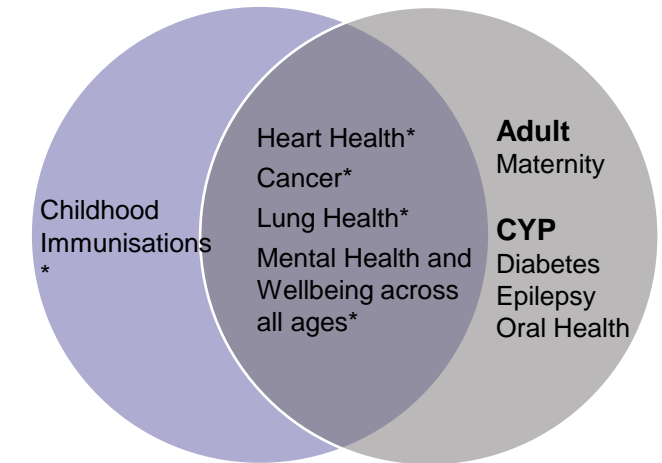 Childhood
Immunisations
*
Heart Health*
Cancer*
Lung Health*
Mental Health and
Wellbeing across
all ages*
Adult
Maternity
CYP
Diabetes
Epilepsy
Oral Health